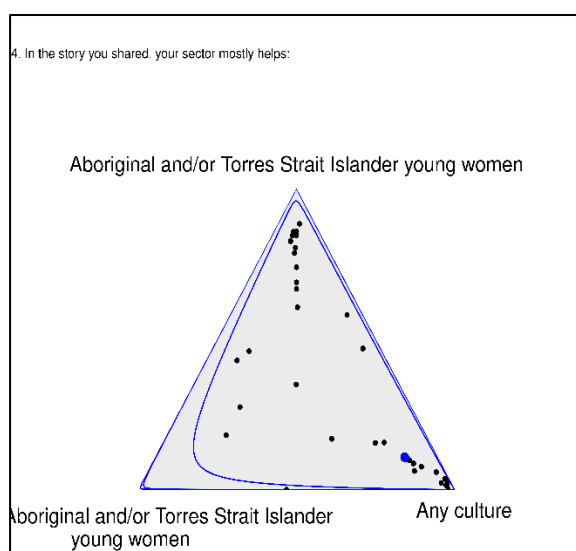 4. In the story you shared. your sector mostly helps:
Aboriginal and/or Torres Strait Islander young women
Aboriginal and/or Torres Strait Islander
young women
Any culture